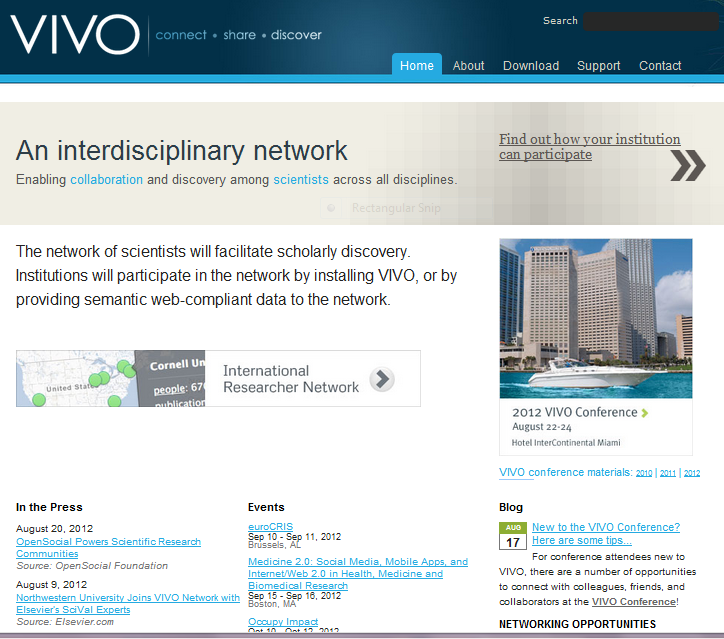 VIVO connect • share • discover
Search
Home About Download Support Contact
An interdisciplinary network
Enabling collaboration and discovery among scientists across all disciplines.
Find out how your institution
can participate
Rectangular Snip
The network of scientists will facilitate scholarly discovery.
Institutions will participate in the network by installing VIVO, or by
providing semantic web-compliant data to the network.
United States
Cornell Un
people: 67
publication
International
Researcher Network
2012 VIVO Conference
August 22-24
Hotel InterContinental Miami
VIVO conference materials: 2010 | 2011 | 2012
In the Press
August 20, 2012
OpenSocial Powers Scientific Research
Communities
Source: OpenSocial Foundation
August 9, 2012
Northwestern University Joins VIVO Network with
Elsevier's SciVal Experts
Source: Elsevier.com
Events
euroCRIS
Sep 10 - Sep 11, 2012
Brussels, AL
Medicine 2.0: Social Media, Mobile Apps, and
Internet/Web 2.0 in Health, Medicine and
Biomedical Research
Sep 15 - Sep 16, 2012
Boston, MA
Occupy Impact
Oct 10 - Oct 12, 2012
Blog
AUG
17
New to the VIVO Conference?
Here are some tips...
For conference attendees new to
VIVO, there are a number of opportunities
to connect with colleagues, friends, and
collaborators at the VIVO Conference!
NETWORKING OPPORTUNITIES